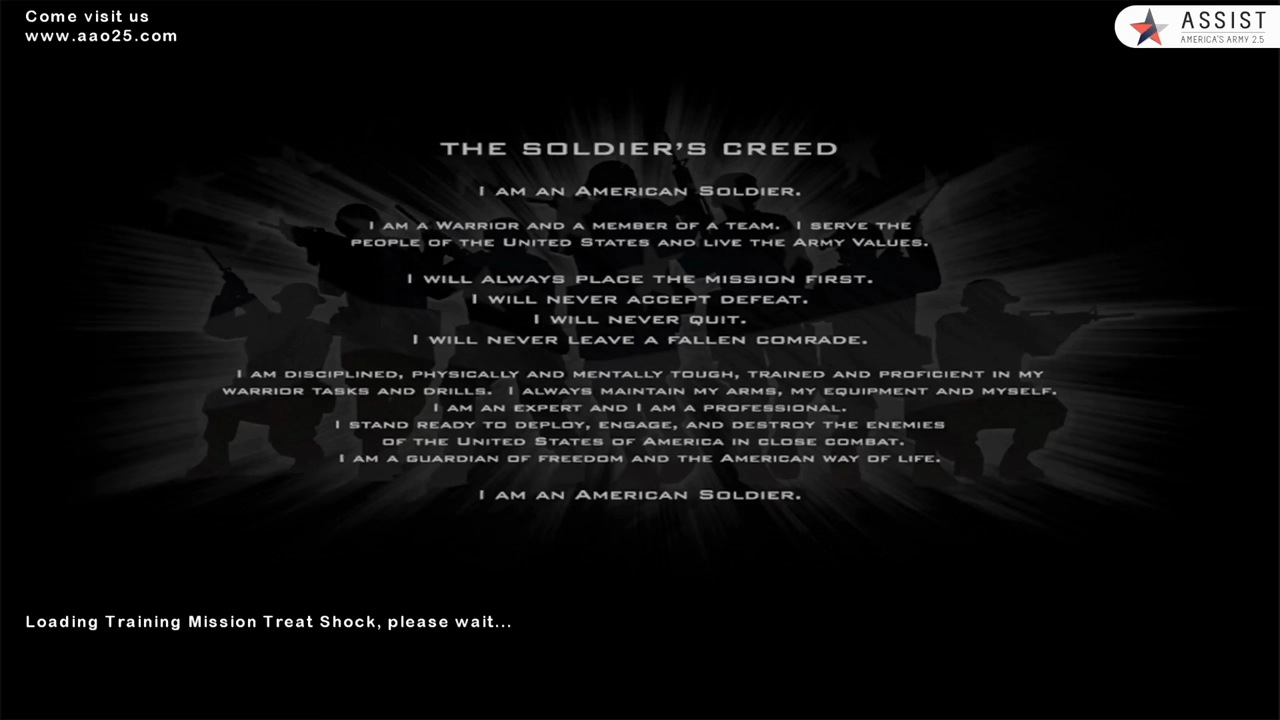 Come visit us
www.aao25.com
ASSIST
AMERICA'S ARMY 2.5
THE SOLDIER'S CREED
I AM AN AMERICAN SOLDIER.
I AM A WARRIOR AND A MEMBER OF A TEAM. I SERVE THE
PEOPLE OF THE UNITED STATES AND LIVE THE ARMY VALUES.
I WILL ALWAYS PLACE THE MISSION FIRST.
I WILL NEVER ACCEPT DEFEAT.
I WILL NEVER QUIT.
I WILL NEVER LEAVE A FALLEN COMRADE.
I AM DISCIPLINED, PHYSICALLY AND MENTALLY TOUGH, TRAINED AND PROFICIENT IN MY
WARRIOR TASKS AND DRILLS. I ALWAYS MAINTAIN MY ARMS, MY EQUIPMENT AND MYSELF.
I AM AN EXPERT AND I AM A PROFESSIONAL.
I STAND READY TO DEPLOY, ENGAGE, AND DESTROY THE ENEMIES
OF THE UNITED STATES OF AMERICA IN CLOSE COMBAT.
I AM A GUARDIAN OF FREEDOM AND THE AMERICAN WAY OF LIFE.
I AM AN AMERICAN SOLDIER.
Loading Training Mission Treat Shock, please wait...